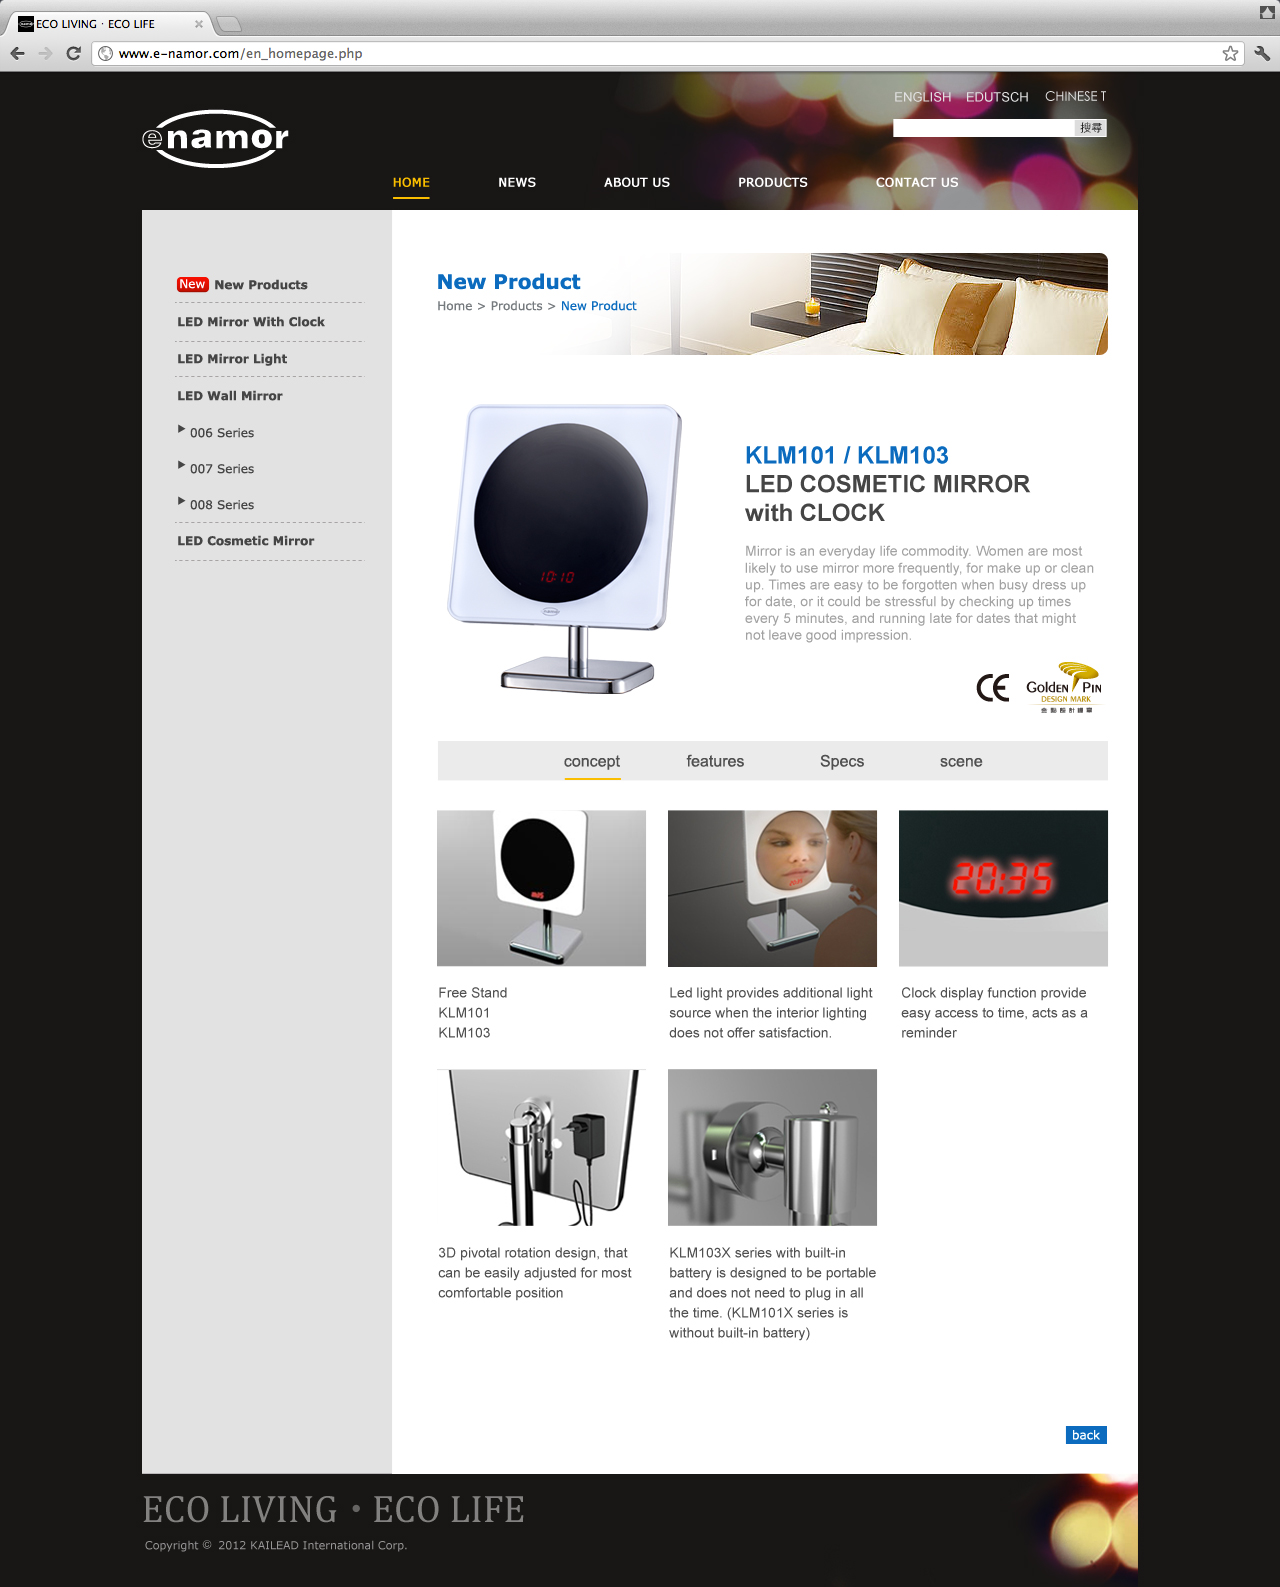 ECO LIVING · ECO LIFE
www.e-namor.com/en_homepage.php
ENGLISH EDUTSCH CHINESE T
搜尋
enamor
HOME NEWS ABOUT US PRODUCTS CONTACT US
New New Products
LED Mirror With Clock
LED Mirror Light
LED Wall Mirror
006 Series
007 Series
008 Series
LED Cosmetic Mirror
New Product
Home > Products > New Product
10:10
enamor
KLM101 / KLM103
LED COSMETIC MIRROR
with CLOCK
Mirror is an everyday life commodity. Women are most
likely to use mirror more frequently, for make up or clean
up. Times are easy to be forgotten when busy dress up
for date, or it could be stressful by checking up times
every 5 minutes, and running late for dates that might
not leave good impression.
CE
Golden Pin
DESIGN MARK
金點設計標章
concept features Specs scene
20:35
Free Stand
KLM101
KLM103
Led light provides additional light
source when the interior lighting
does not offer satisfaction.
Clock display function provide
easy access to time, acts as a
reminder
3D pivotal rotation design, that
can be easily adjusted for most
comfortable position
KLM103X series with built-in
battery is designed to be portable
and does not need to plug in all
the time. (KLM101X series is
without built-in battery)
back
ECO LIVING · ECO LIFE
Copyright © 2012 KAILEAD International Corp.